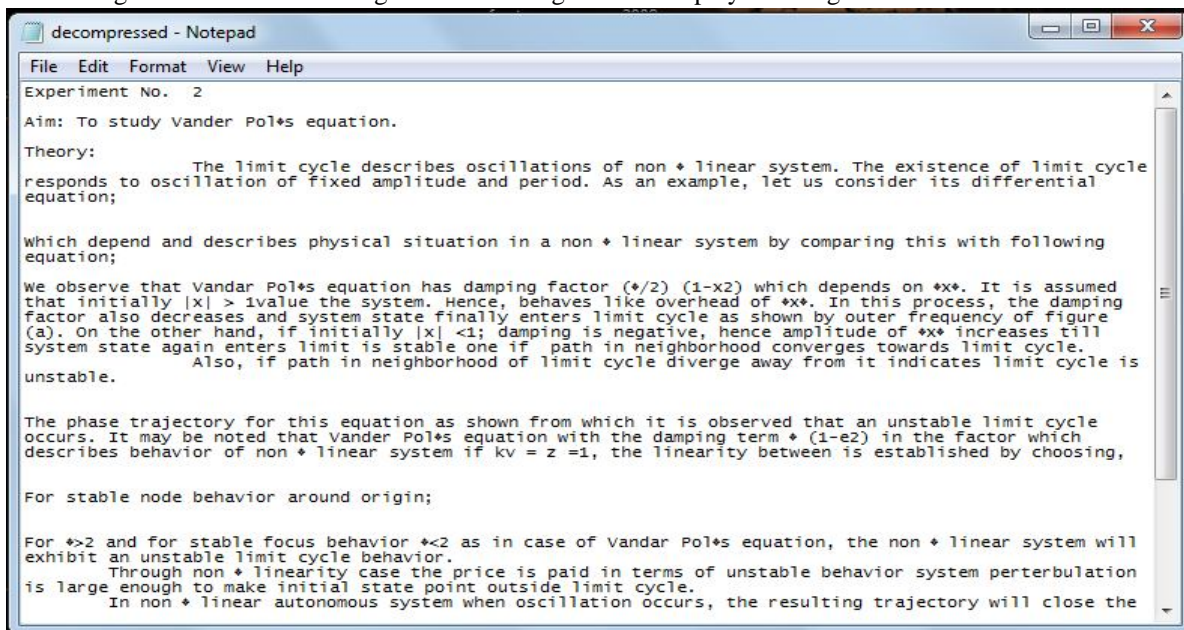 decompressed - Notepad
File Edit Format View Help
Experiment No. 2
Aim: To study Vander Pol♦s equation.
Theory:
The limit cycle describes oscillations of non ♦ linear system. The existence of limit cycle
responds to oscillation of fixed amplitude and period. As an example, let us consider its differential
equation;
Which depend and describes physical situation in a non ♦ linear system by comparing this with following
equation;
We observe that Vandar Pol♦s equation has damping factor (♦/2) (1-x2) which depends on ♦x♦. It is assumed
that initially |x| > 1value the system. Hence, behaves like overhead of ♦x♦. In this process, the damping
factor also decreases and system state finally enters limit cycle as shown by outer frequency of figure
(a). On the other hand, if initially |x| <1; damping is negative, hence amplitude of ♦x♦ increases till
system state again enters limit is stable one if path in neighborhood converges towards limit cycle.
Also, if path in neighborhood of limit cycle diverge away from it indicates limit cycle is
unstable.
The phase trajectory for this equation as shown from which it is observed that an unstable limit cycle
occurs. It may be noted that Vander Pol♦s equation with the damping term ♦ (1-e2) in the factor which
describes behavior of non ♦ linear system if kv = z =1, the linearity between is established by choosing,
For stable node behavior around origin;
For ♦>2 and for stable focus behavior ♦<2 as in case of Vandar Pol♦s equation, the non ♦ linear system will
exhibit an unstable limit cycle behavior.
Through non ♦ linearity case the price is paid in terms of unstable behavior system perterbulation
is large enough to make initial state point outside limit cycle.
In non ♦ linear autonomous system when oscillation occurs, the resulting trajectory will close the